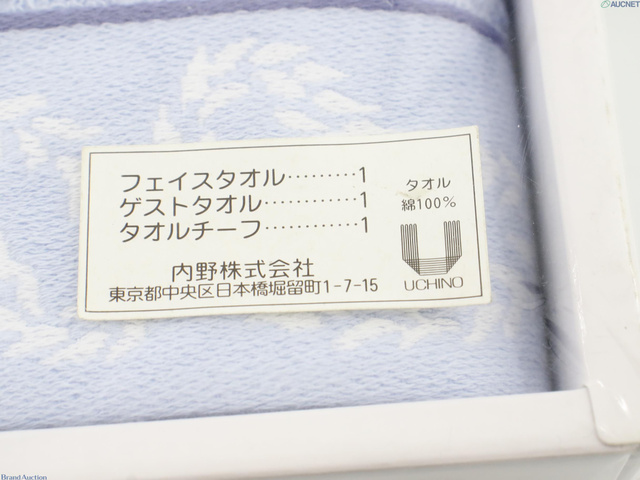 AUCNET
フェイスタオル………1
ゲストタオル…………1
タオルチーフ…………1
タオル
綿100%
UCHINO
内野株式会社
東京都中央区日本橋堀留町1-7-15
Brand Auction